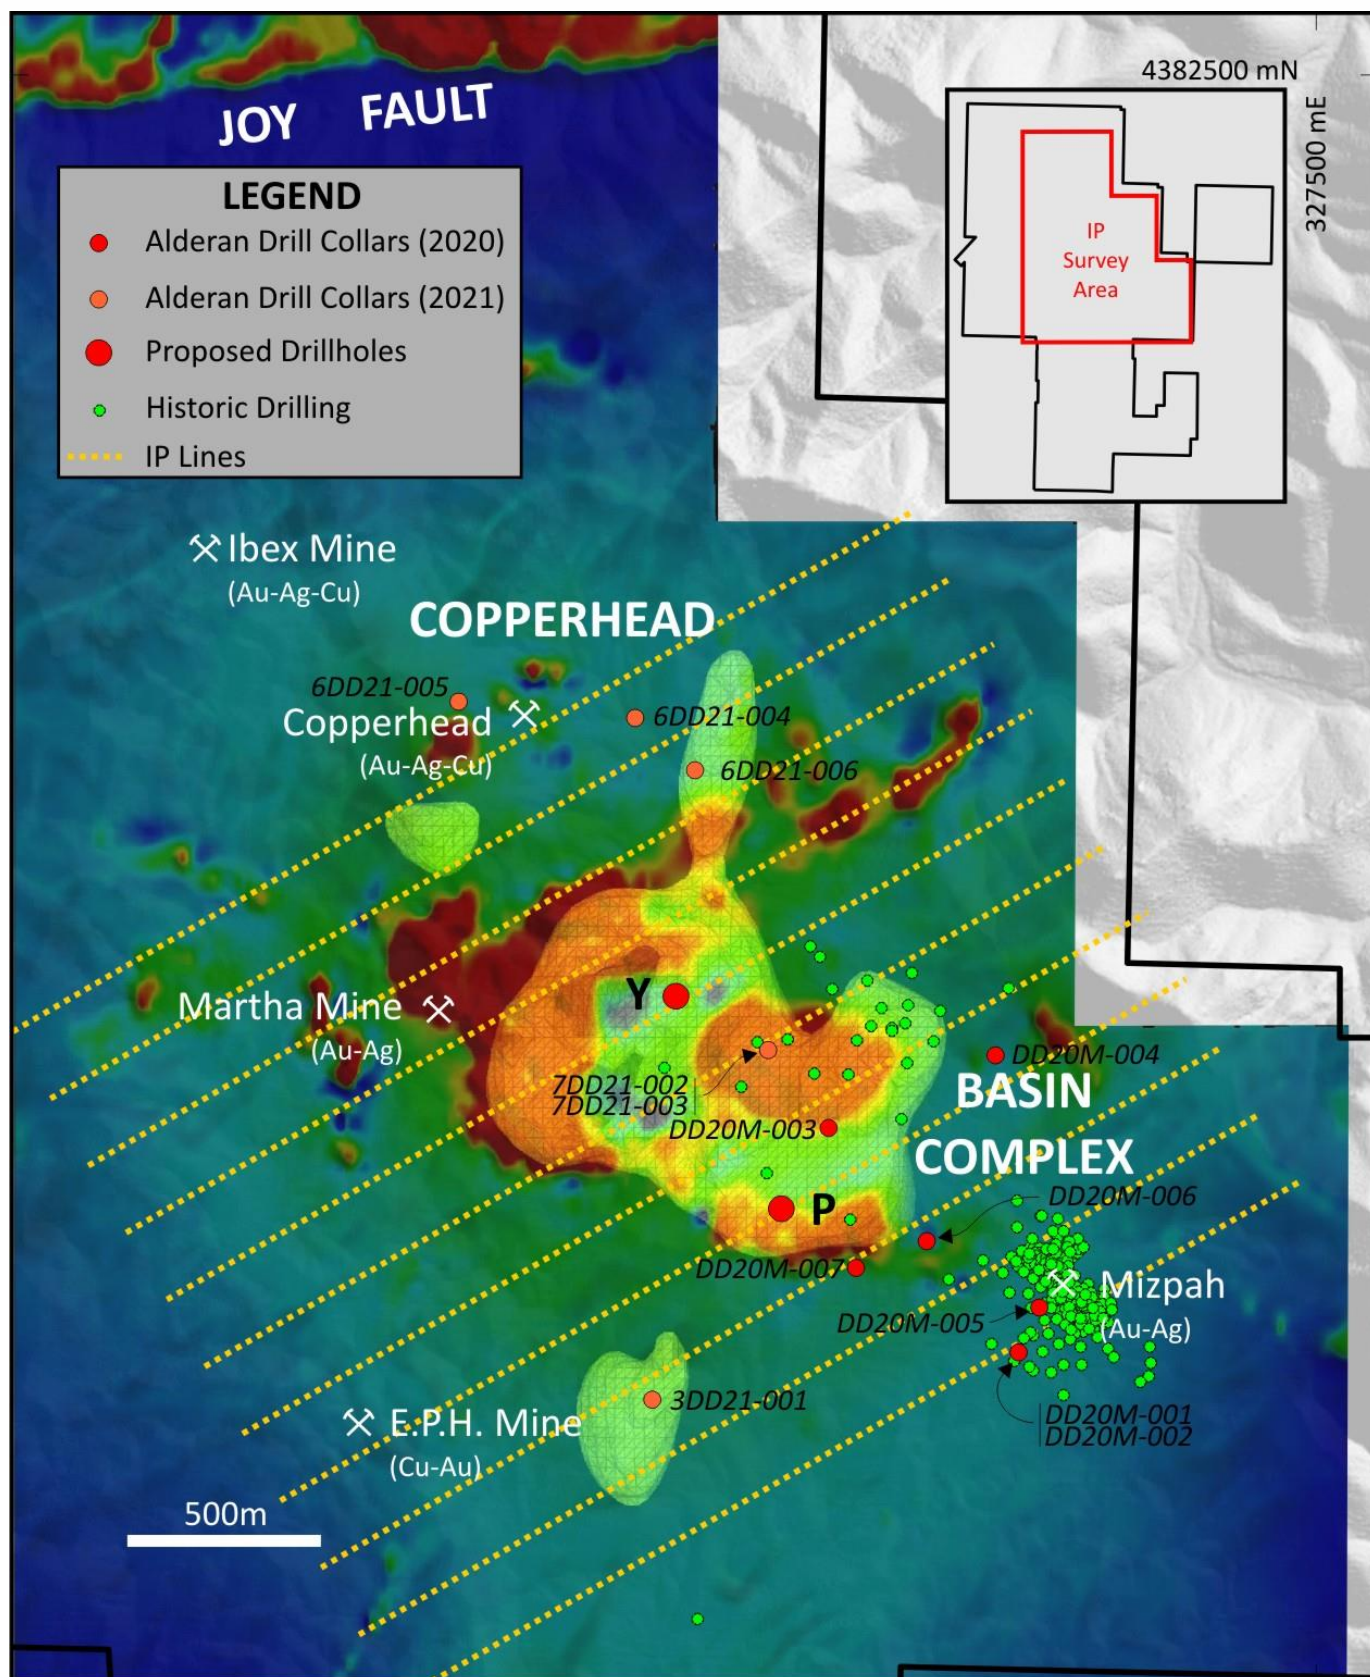 4382500 mN
327500 mE
JOY FAULT
LEGEND
Alderan Drill Collars (2020)
Alderan Drill Collars (2021)
Proposed Drillholes
Historic Drilling
IP Lines
IP
Survey
Area
Ibex Mine
(Au-Ag-Cu)
COPPERHEAD
6DD21-005
Copperhead
(Au-Ag-Cu)
6DD21-004
6DD21-006
Y
Martha Mine
(Au-Ag)
7DD21-002
7DD21-003
DD20M-004
BASIN
COMPLEX
DD20M-003
P
DD20M-006
DD20M-007
Mizpah
(Au-Ag)
DD20M-005
3DD21-001
E.P.H. Mine
(Cu-Au)
DD20M-001
DD20M-002
500m